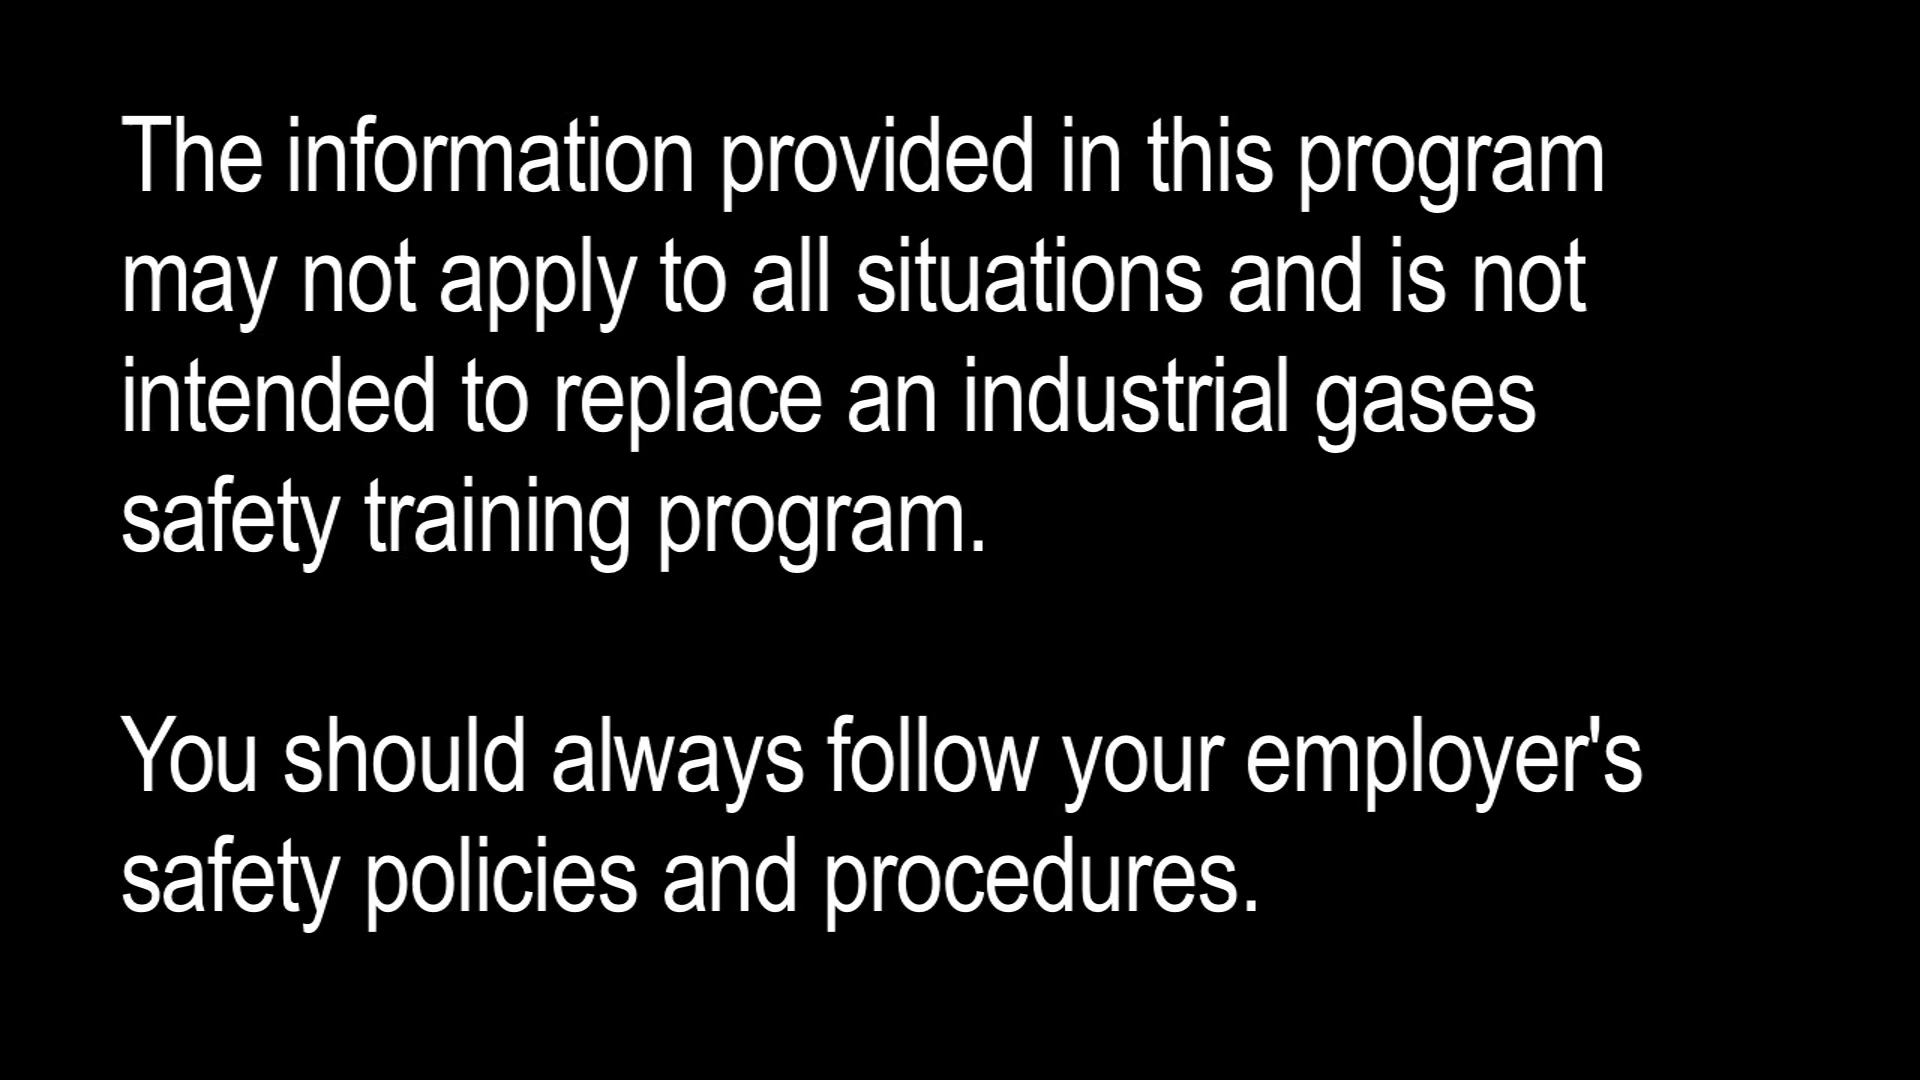 The information provided in this program
may not apply to all situations and is not
intended to replace an industrial gases
safety training program.
You should always follow your employer's
safety policies and procedures.